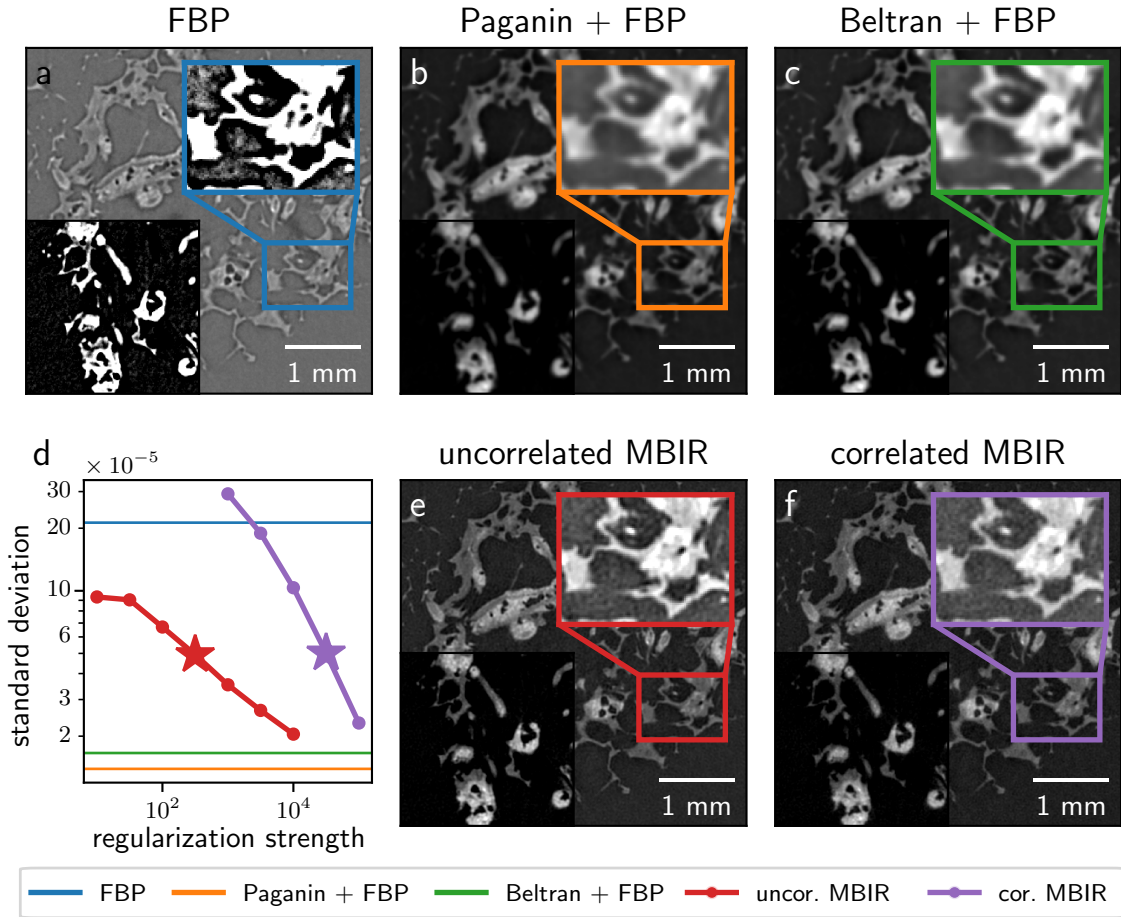 FBP
Paganin + FBP
Beltran + FBP
a
b
c
1 mm
1 mm
1 mm
uncorrelated MBIR
correlated MBIR
d
× 10⁻⁵
30
20
10
6
3
2
standard deviation
10²
10⁴
regularization strength
e
f
1 mm
1 mm
FBP
Paganin + FBP
Beltran + FBP
uncor. MBIR
cor. MBIR